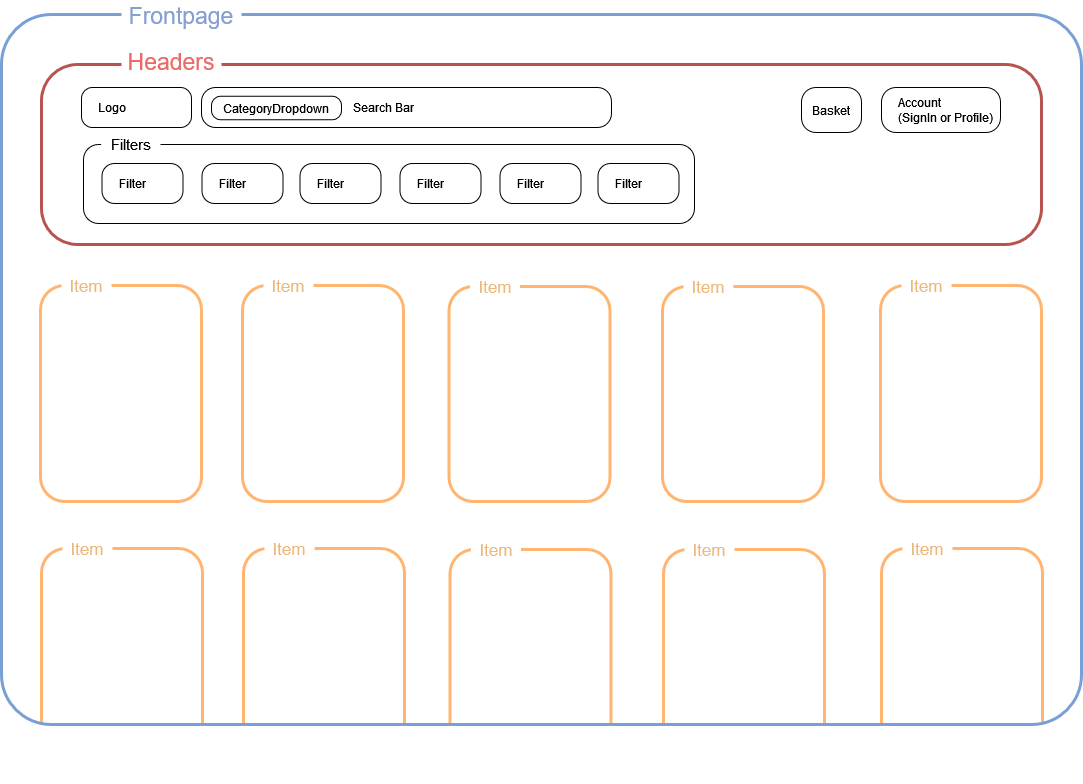 Frontpage
Headers
Logo
CategoryDropdown
Search Bar
Basket
Account
(SignIn or Profile)
Filters
Filter
Filter
Filter
Filter
Filter
Filter
Item
Item
Item
Item
Item
Item
Item
Item
Item
Item